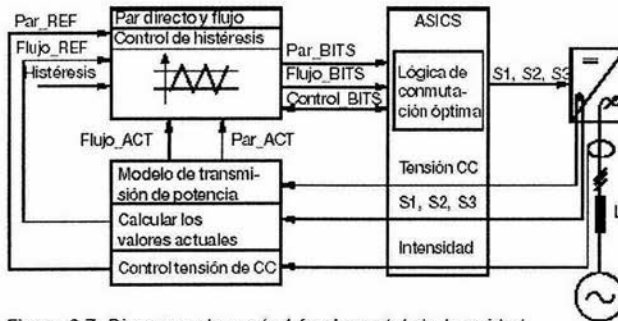 Par_REF
Flujo_REF
Histéresis
Par directo y flujo
Control de histéresis
Par_BITS
Flujo_BITS
Control_BITS
ASICS
Lógica de
conmuta-
ción óptima
S1, S2, S3
Flujo_ACT
Par_ACT
Modelo de transmi-
sión de potencia
Calcular los
valores actuales
Control tensión de CC
Tensión CC
S1, S2, S3
Intensidad
L